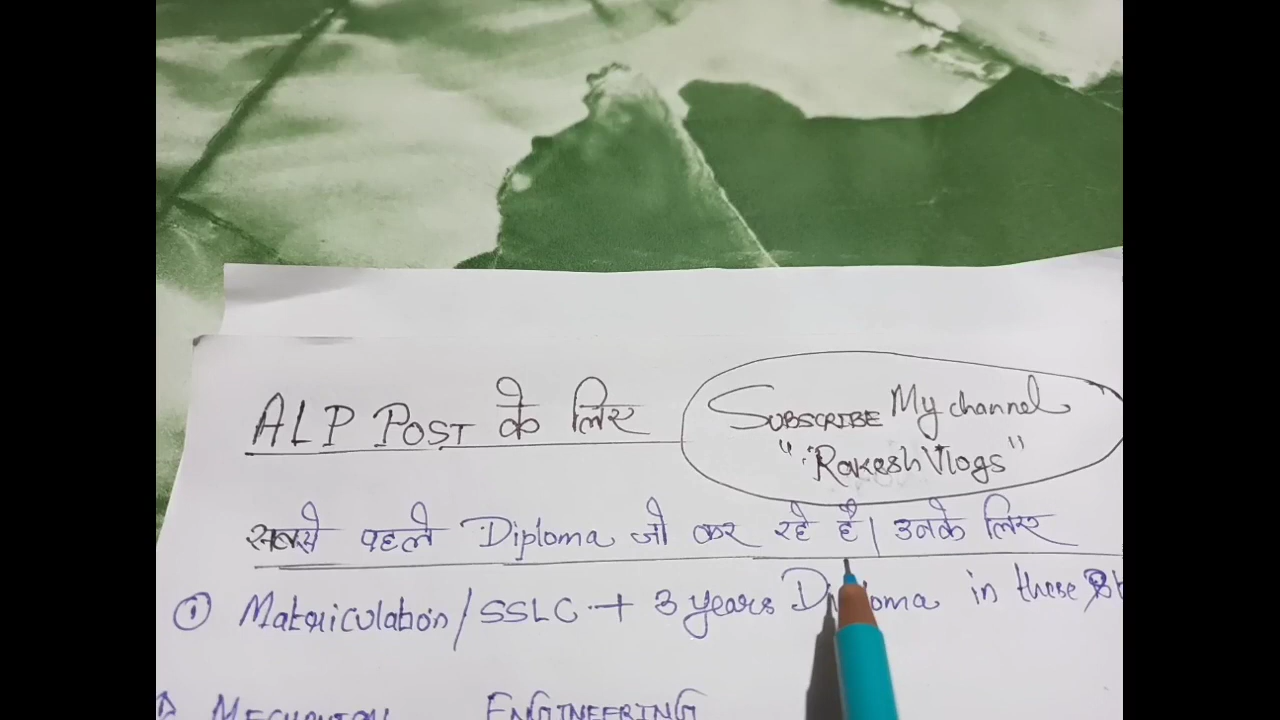 ALP POST के लिए
SUBSCRIBE My channel
"Rakesh Vlogs"
सबसे पहले Diploma जो कर रहे है। उनके लिए
① Matriculation/SSLC + 3 years Diploma in these
MECHANICAL ENGINEERING